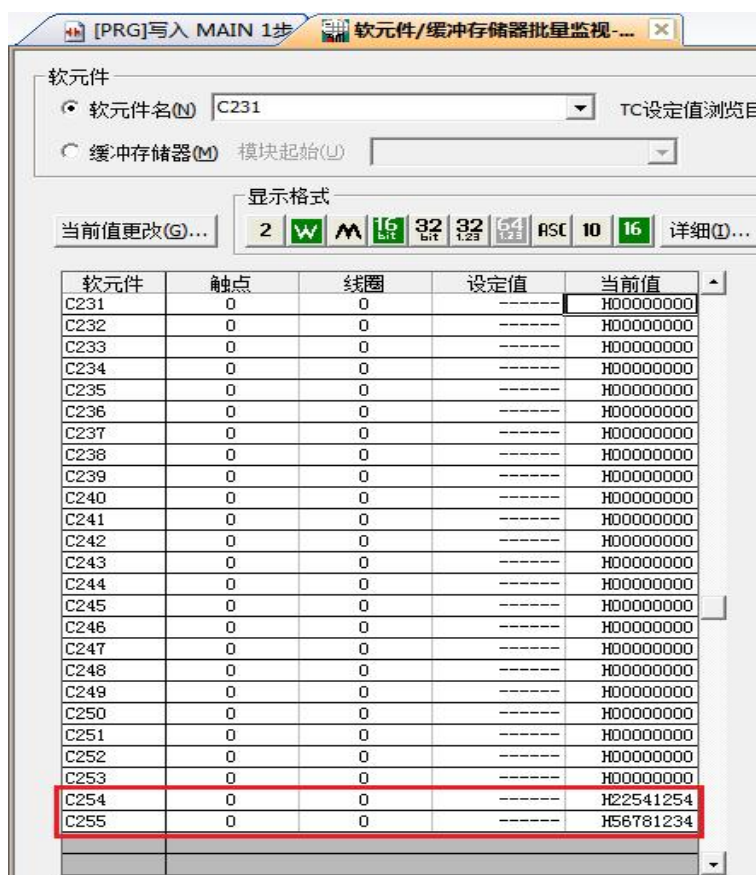 [PRG]写入 MAIN 1步 软元件/缓冲存储器批量监视-...
软元件
软元件名(N) C231 TC设定值浏览目
缓冲存储器(M) 模块起始(U)
显示格式
当前值更改(G)... 2 W M 16bit 32bit 32 1.23 64 1.23 ASC 10 16 详细(I)...
软元件 触点 线圈 设定值 当前值
C231 0 0 ------ H00000000
C232 0 0 ------ H00000000
C233 0 0 ------ H00000000
C234 0 0 ------ H00000000
C235 0 0 ------ H00000000
C236 0 0 ------ H00000000
C237 0 0 ------ H00000000
C238 0 0 ------ H00000000
C239 0 0 ------ H00000000
C240 0 0 ------ H00000000
C241 0 0 ------ H00000000
C242 0 0 ------ H00000000
C243 0 0 ------ H00000000
C244 0 0 ------ H00000000
C245 0 0 ------ H00000000
C246 0 0 ------ H00000000
C247 0 0 ------ H00000000
C248 0 0 ------ H00000000
C249 0 0 ------ H00000000
C250 0 0 ------ H00000000
C251 0 0 ------ H00000000
C252 0 0 ------ H00000000
C253 0 0 ------ H00000000
C254 0 0 ------ H22541254
C255 0 0 ------ H56781234